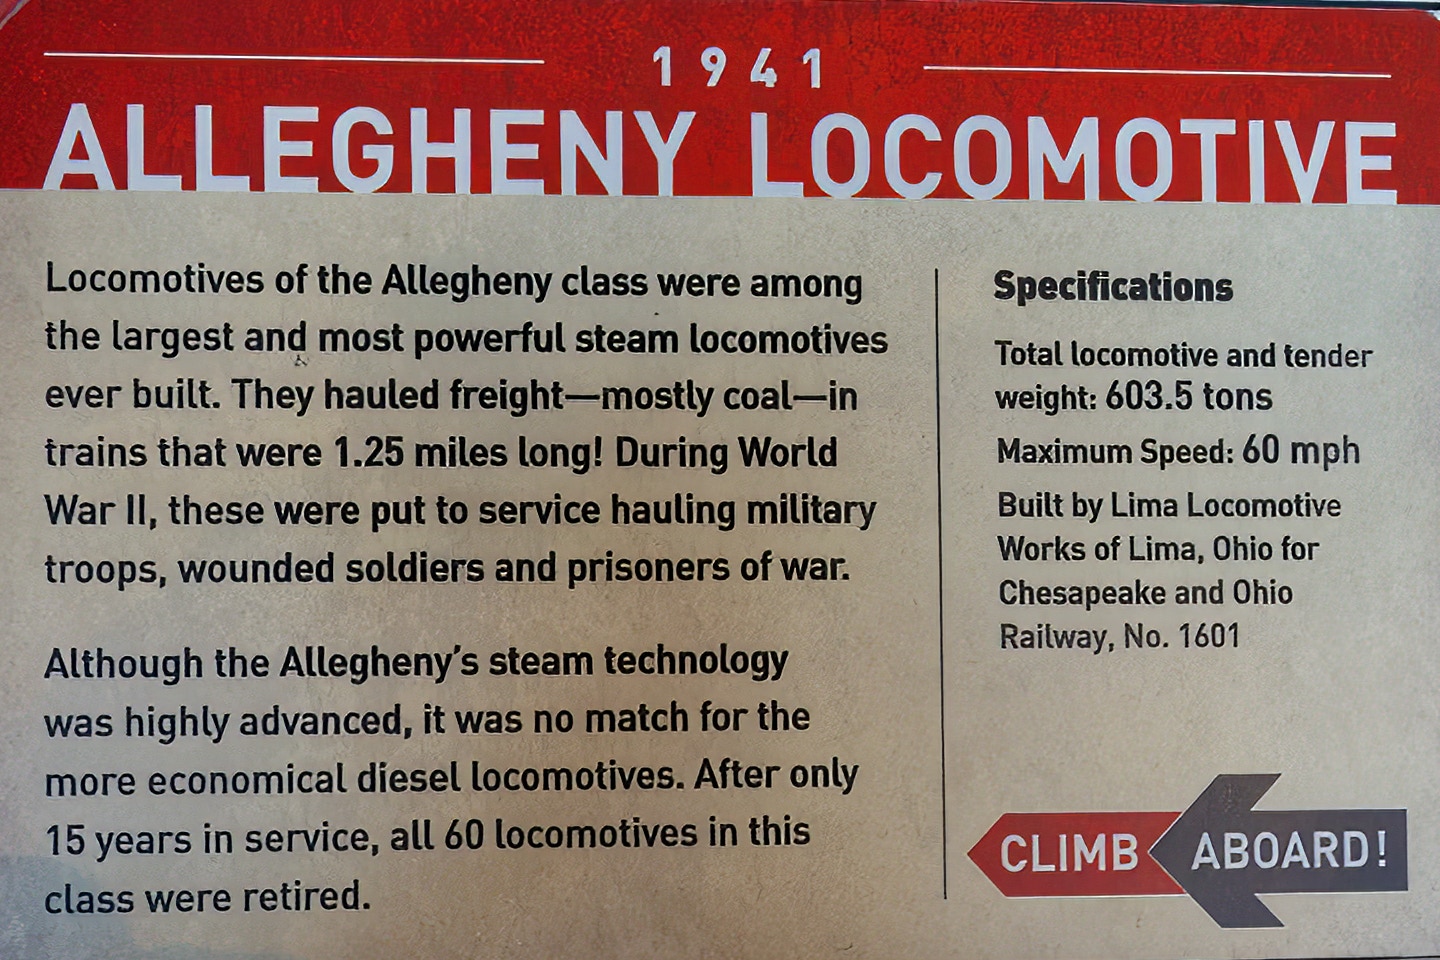 1941
ALLEGHENY LOCOMOTIVE
Locomotives of the Allegheny class were among
the largest and most powerful steam locomotives
ever built. They hauled freight—mostly coal—in
trains that were 1.25 miles long! During World
War II, these were put to service hauling military
troops, wounded soldiers and prisoners of war.
Although the Allegheny's steam technology
was highly advanced, it was no match for the
more economical diesel locomotives. After only
15 years in service, all 60 locomotives in this
class were retired.
Specifications
Total locomotive and tender
weight: 603.5 tons
Maximum Speed: 60 mph
Built by Lima Locomotive
Works of Lima, Ohio for
Chesapeake and Ohio
Railway, No. 1601
CLIMB ABOARD!